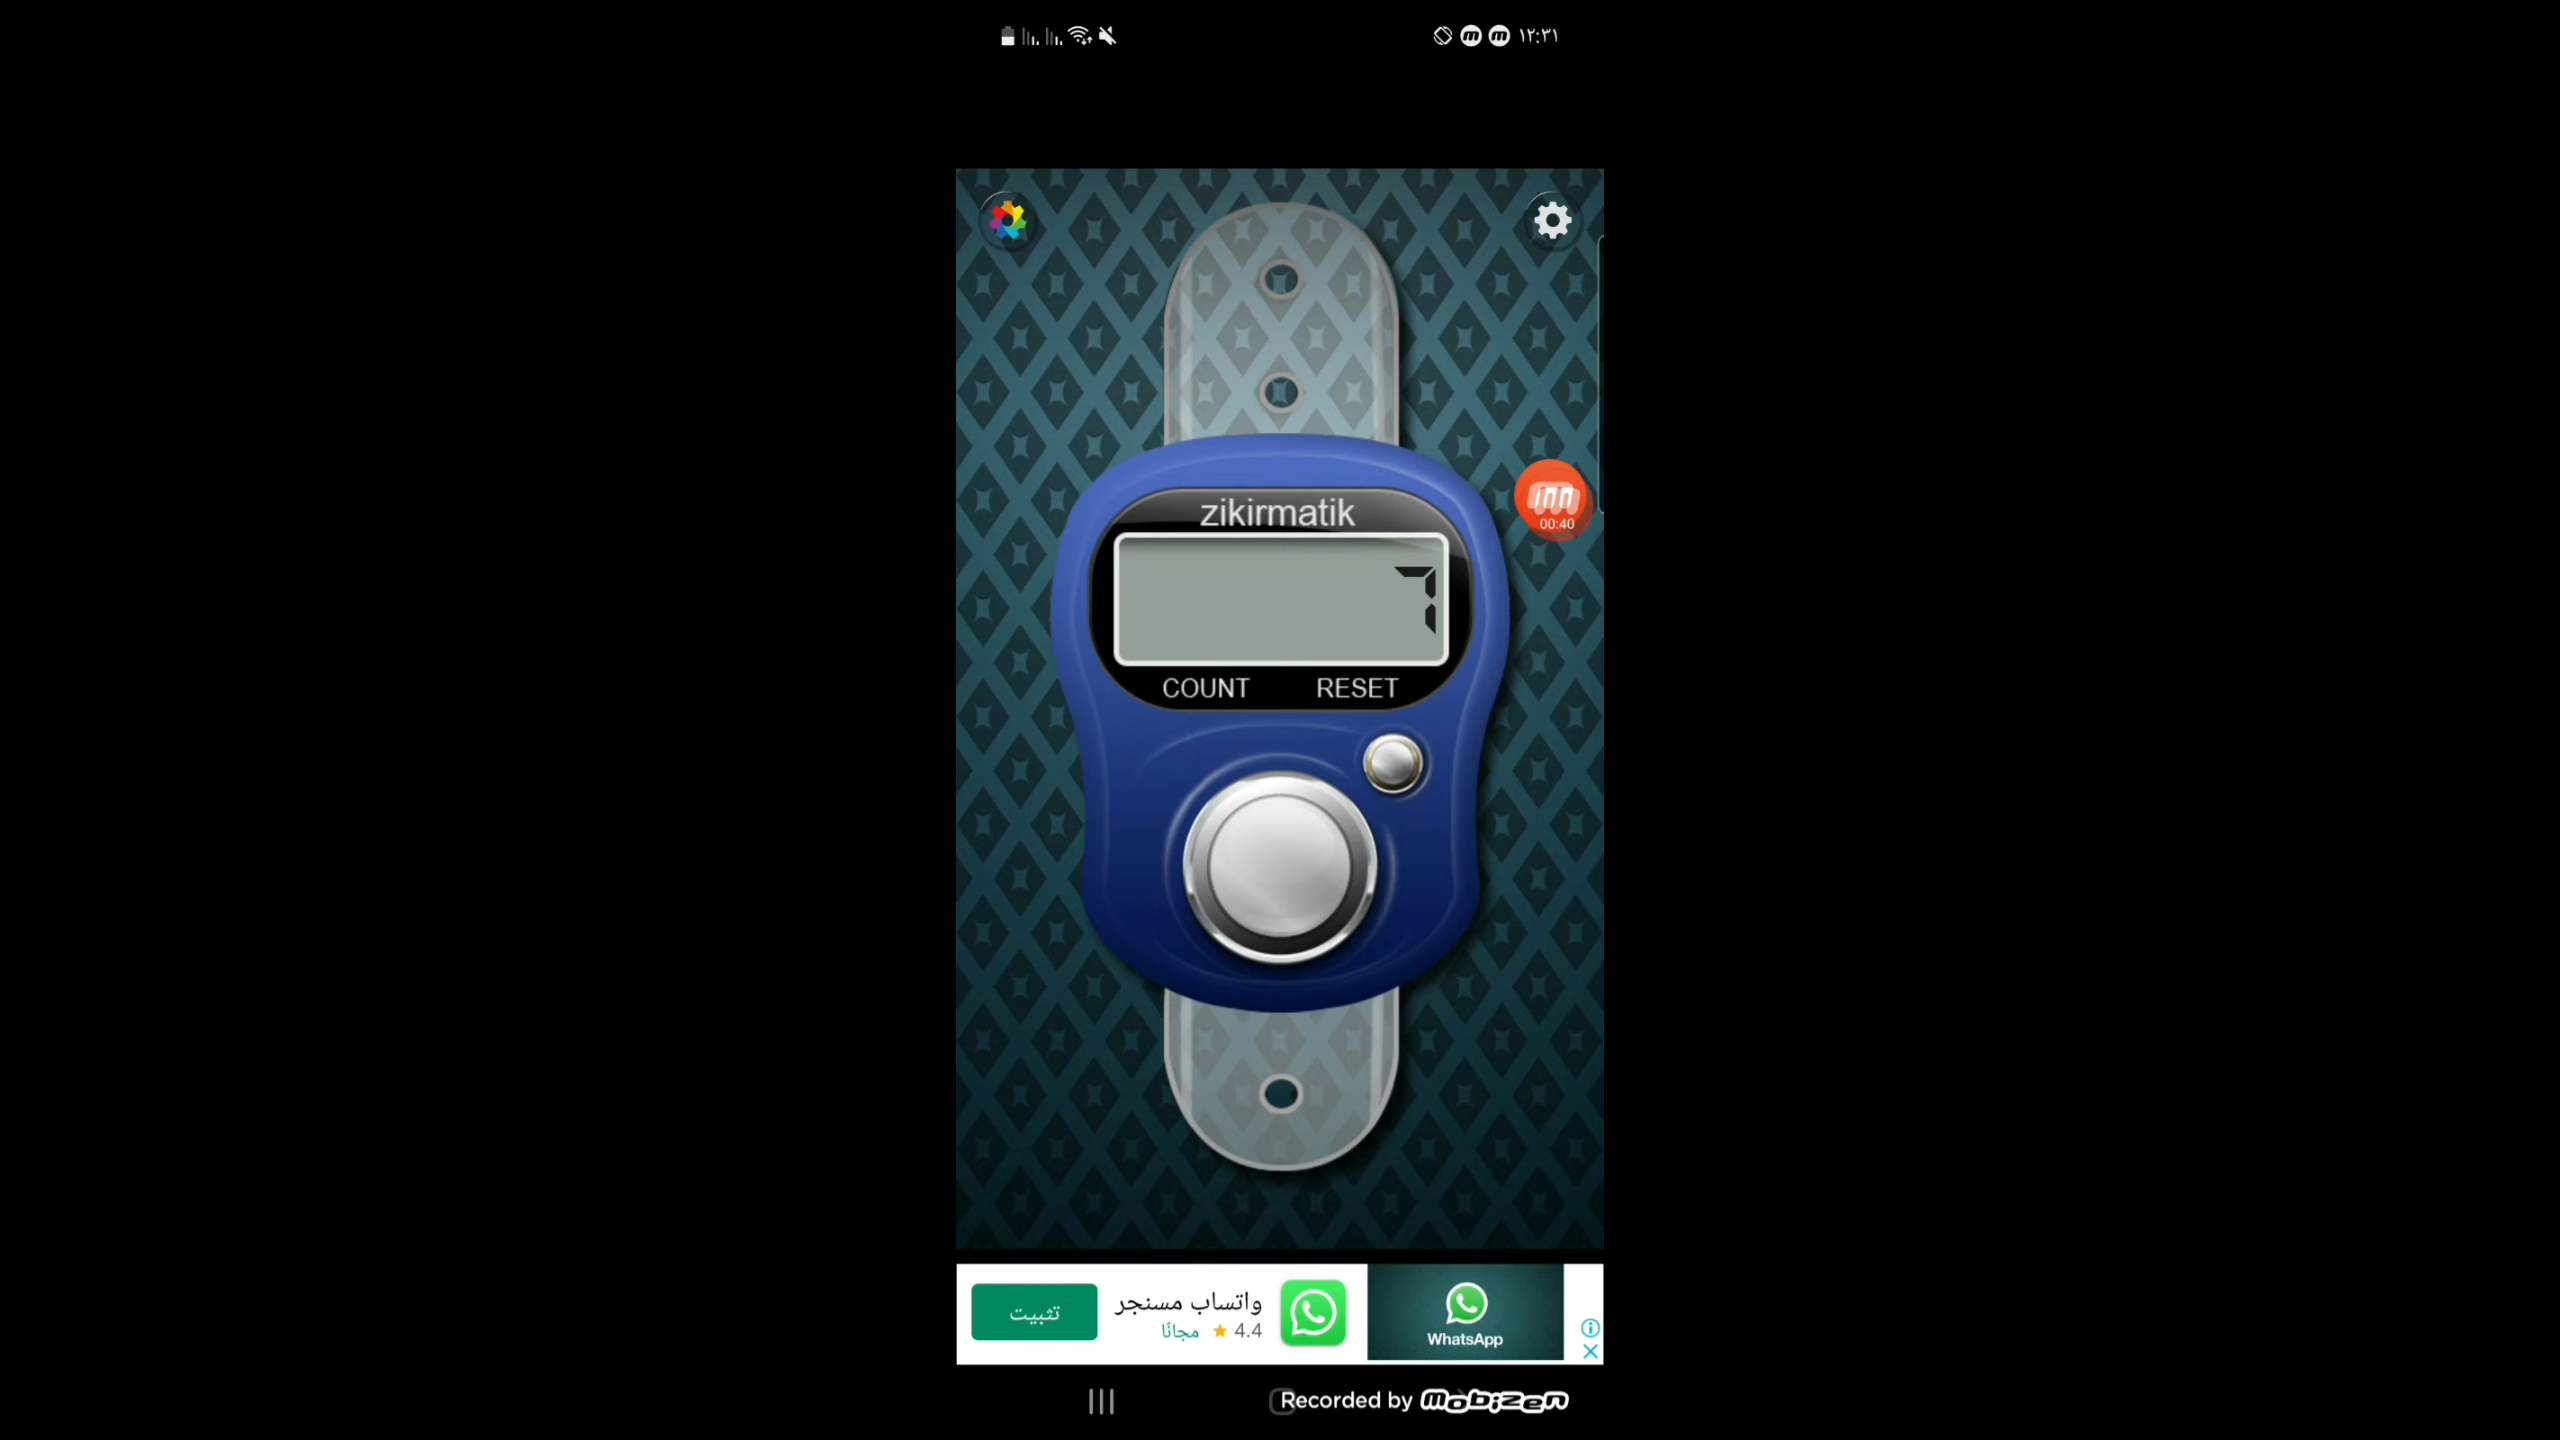 ١٢:٣١
zikirmatik
7
COUNT RESET
00:40
واتساب مسنجر
4.4 ★ مجانًا
تثبيت
WhatsApp
Recorded by mobizen